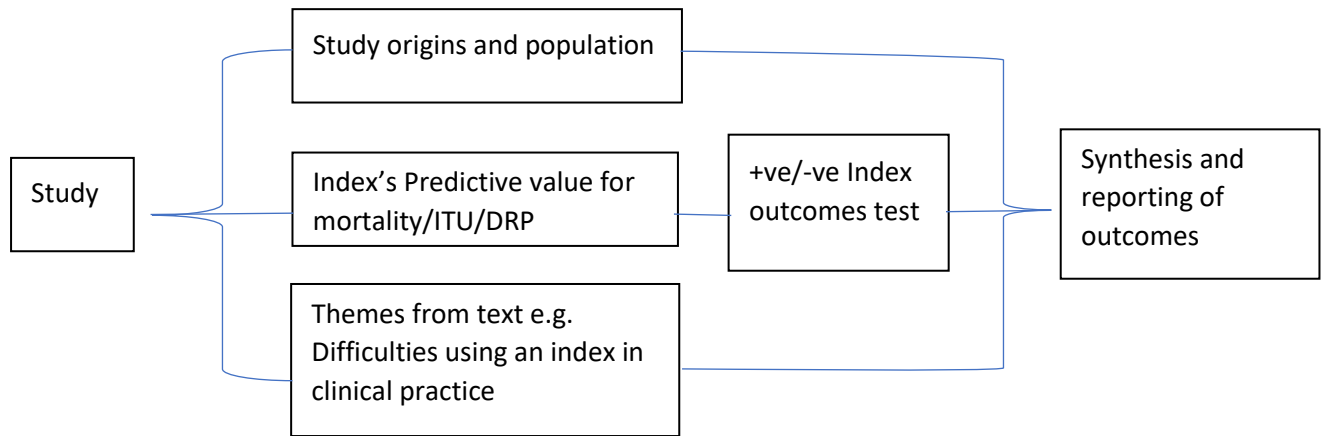 Study
Study origins and population
Index's Predictive value for
mortality/ITU/DRP
Themes from text e.g.
Difficulties using an index in
clinical practice
+ve/-ve Index
outcomes test
Synthesis and
reporting of
outcomes